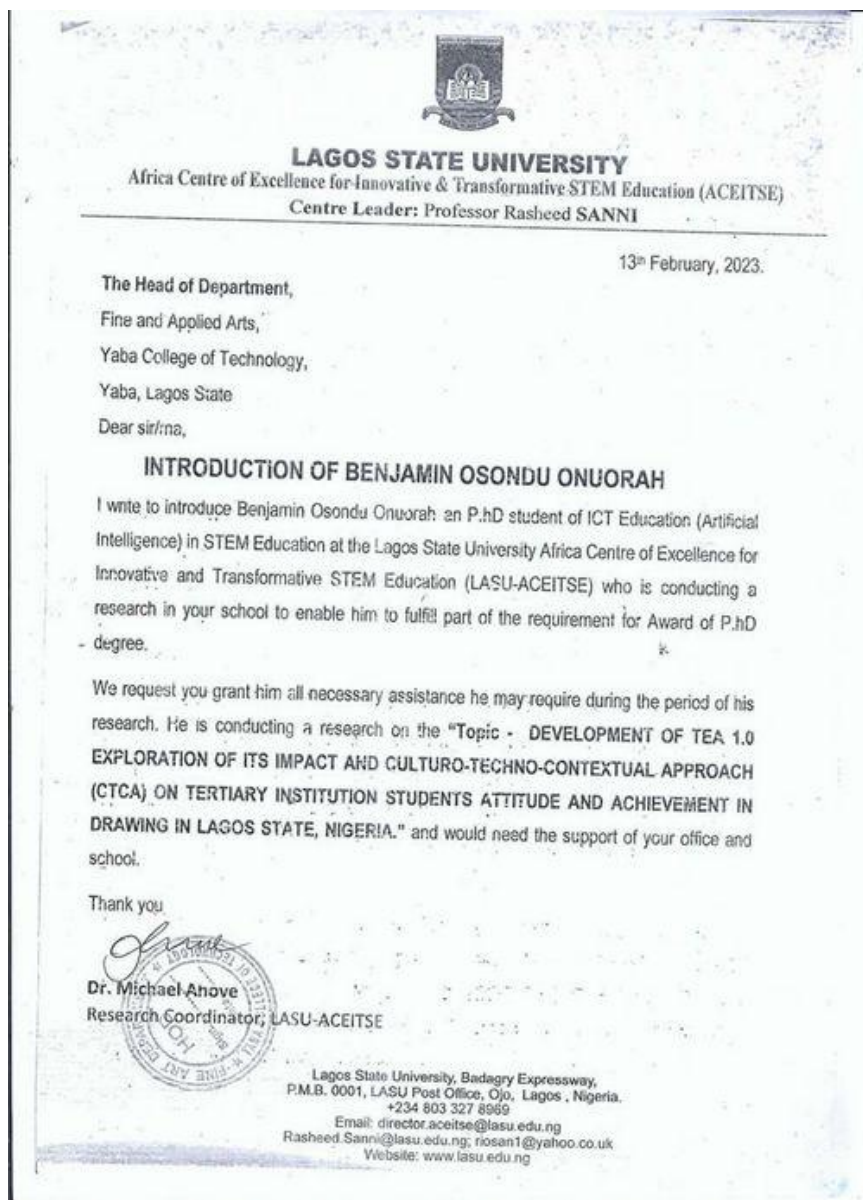 LAGOS STATE UNIVERSITY
Africa Centre of Excellence for Innovative & Transformative STEM Education (ACEITSE)
Centre Leader: Professor Rasheed SANNI
13th February, 2023.
The Head of Department,
Fine and Applied Arts,
Yaba College of Technology,
Yaba, Lagos State
Dear sir/ma,
INTRODUCTION OF BENJAMIN OSONDU ONUORAH
I write to introduce Benjamin Osondu Onuorah an P.hD student of ICT Education (Artificial
Intelligence) in STEM Education at the Lagos State University Africa Centre of Excellence for
Innovative and Transformative STEM Education (LASU-ACEITSE) who is conducting a
research in your school to enable him to fulfill part of the requirement for Award of P.hD
degree.
We request you grant him all necessary assistance he may require during the period of his
research. He is conducting a research on the "Topic - DEVELOPMENT OF TEA 1.0
EXPLORATION OF ITS IMPACT AND CULTURO-TECHNO-CONTEXTUAL APPROACH
(CTCA) ON TERTIARY INSTITUTION STUDENTS ATTITUDE AND ACHIEVEMENT IN
DRAWING IN LAGOS STATE, NIGERIA." and would need the support of your office and
school.
Thank you
Dr. Michael Ahove
Research Coordinator, LASU-ACEITSE
HOD
Lagos State University, Badagry Expressway,
P.M.B. 0001, LASU Post Office, Ojo, Lagos , Nigeria.
+234 803 327 8969
Email: director.aceitse@lasu.edu.ng
Rasheed.Sanni@lasu.edu.ng; riosan1@yahoo.co.uk
Website: www.lasu.edu.ng